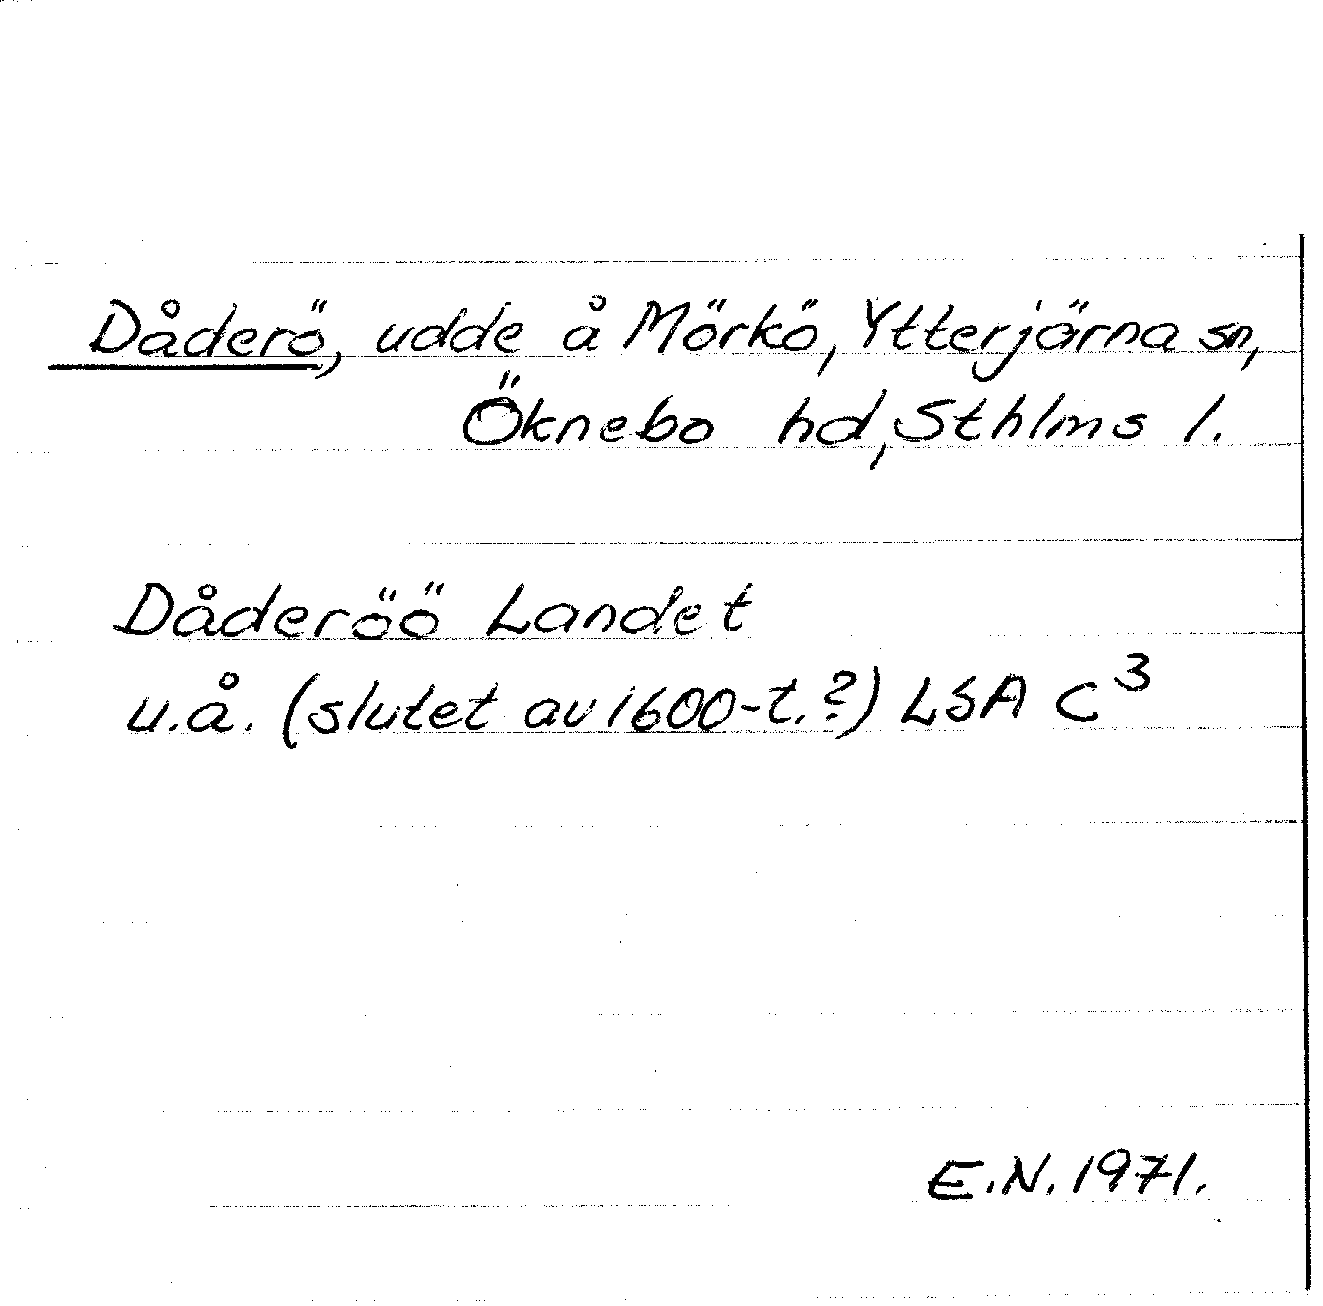 Dåderö, udde å Mörkö, Ytterjärna sn,
Öknebo hd, Sthlms l.
Dåderöö Landet
u.å. (slutet av 1600-t.?) LSA C³
E.N. 1971.